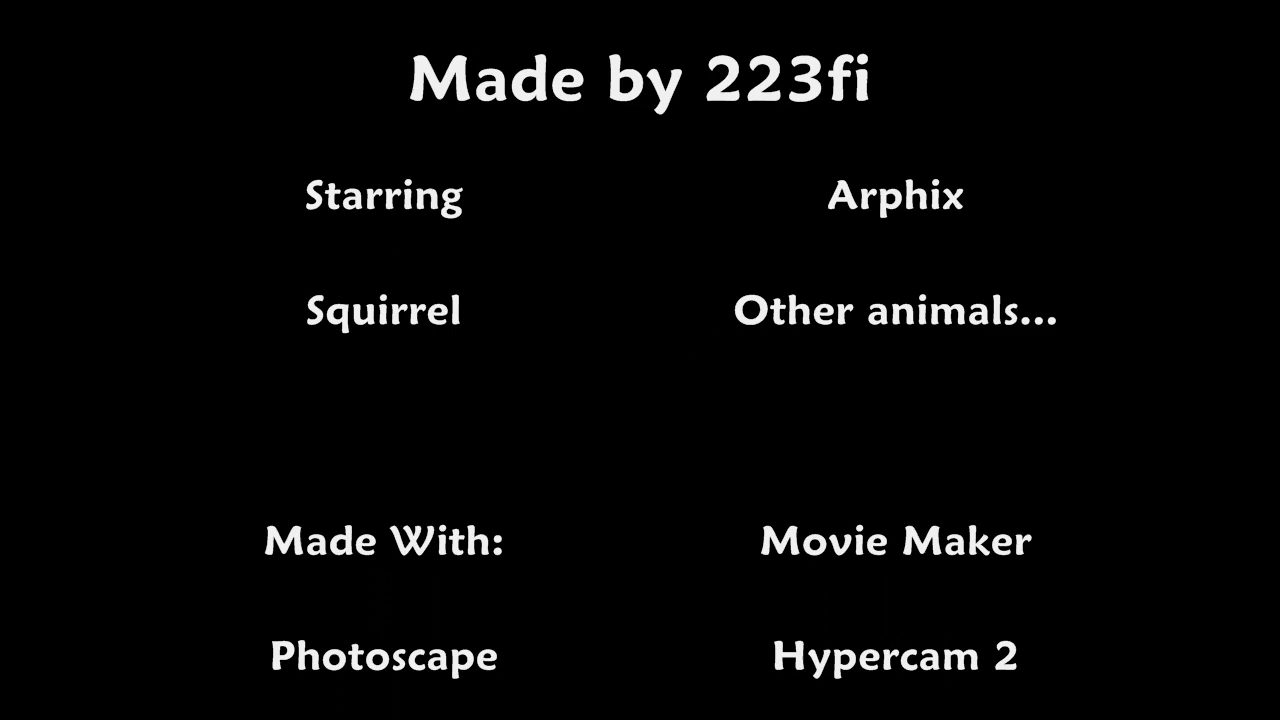 Made by 223fi
Starring Arphix
Squirrel Other animals...
Made With: Movie Maker
Photoscape Hypercam 2